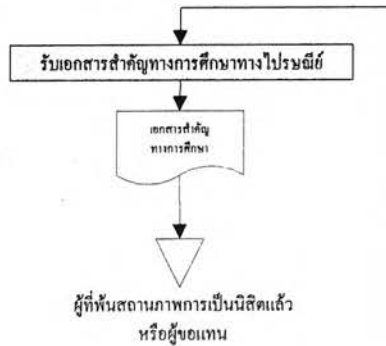 รับเอกสารสำคัญทางการศึกษาทางไปรษณีย์
เอกสารสำคัญ
ทางการศึกษา
ผู้ที่พ้นสถานภาพการเป็นนิสิตแล้ว
หรือผู้ขอแทน